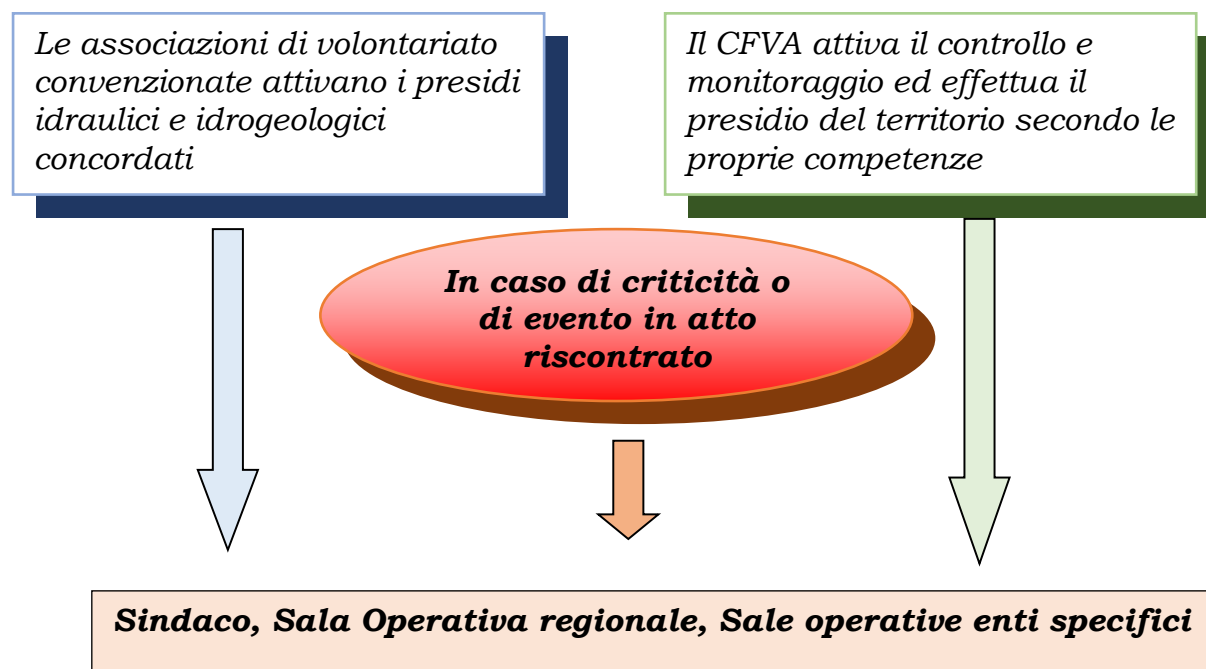 Le associazioni di volontariato
convenzionate attivano i presidi
idraulici e idrogeologici
concordati
Il CFVA attiva il controllo e
monitoraggio ed effettua il
presidio del territorio secondo le
proprie competenze
In caso di criticità o
di evento in atto
riscontrato
Sindaco, Sala Operativa regionale, Sale operative enti specifici